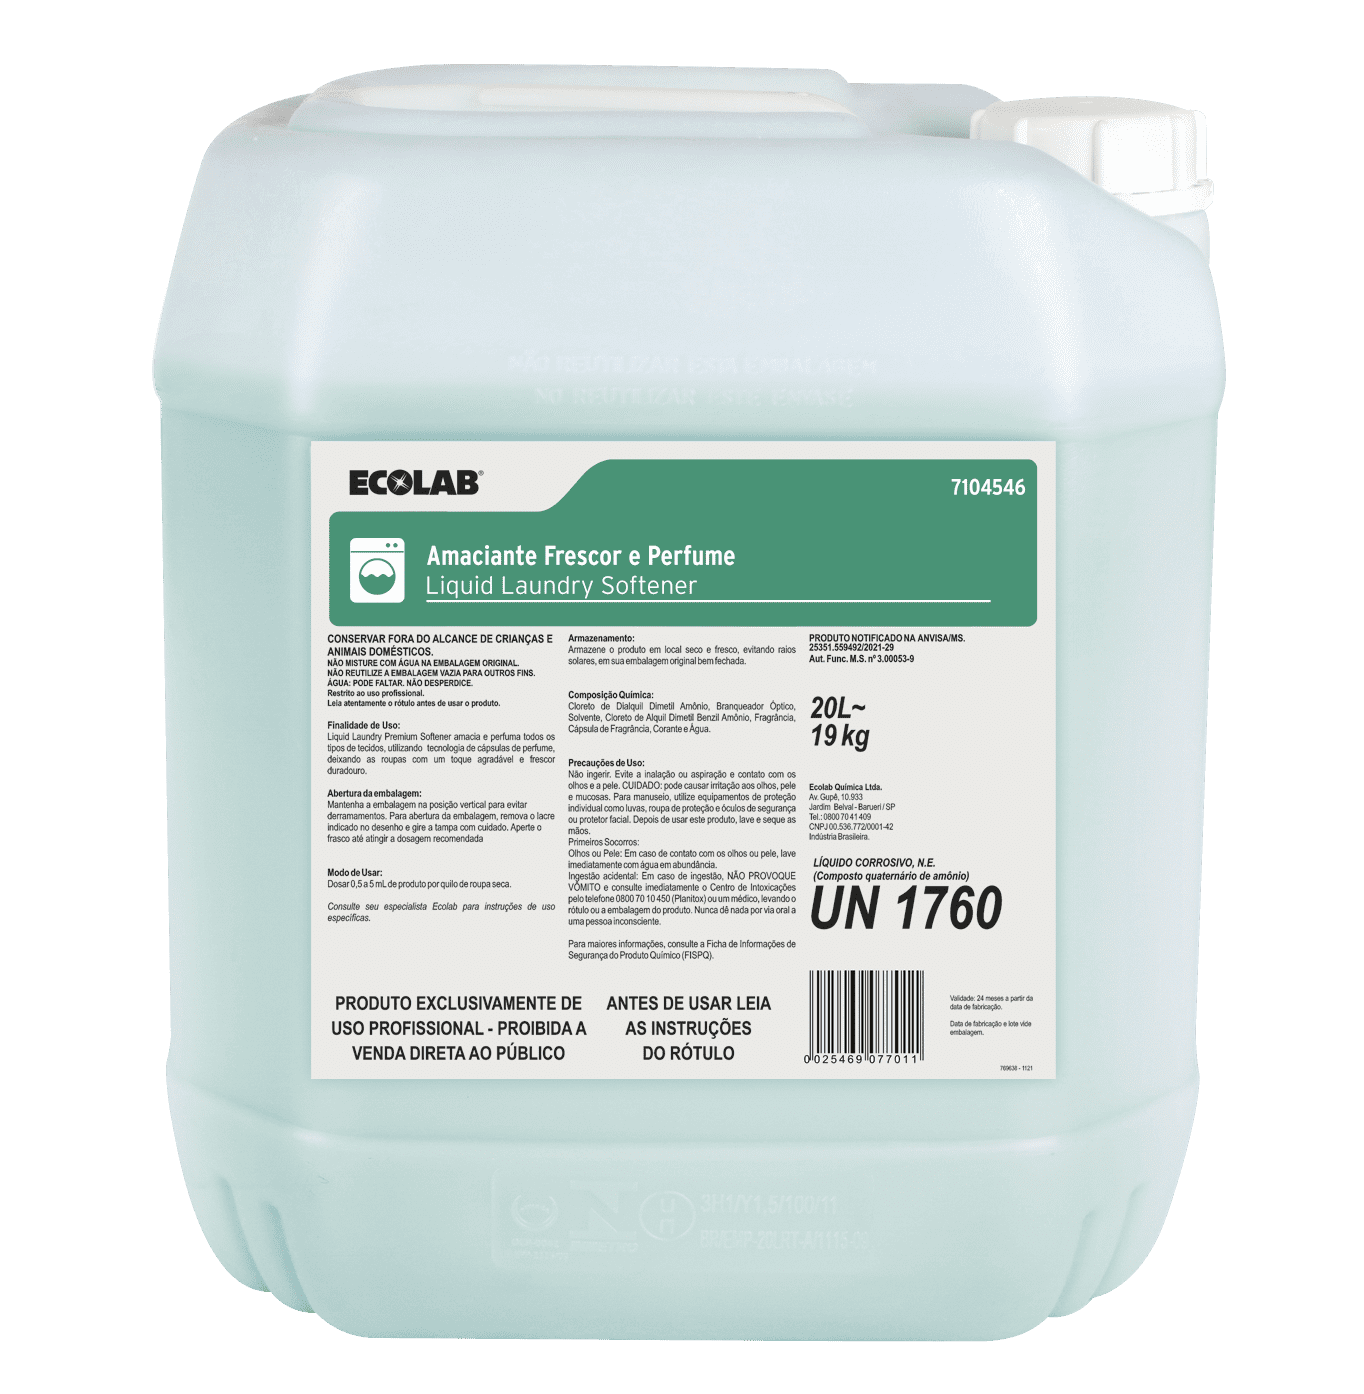 NÃO REUTILIZAR ESTA EMBALAGEM
NO REUTILIZAR ESTE ENVASE
ECOLAB®
7104546
Amaciante Frescor e Perfume
Liquid Laundry Softener
CONSERVAR FORA DO ALCANCE DE CRIANÇAS E
ANIMAIS DOMÉSTICOS.
NÃO MISTURE COM ÁGUA NA EMBALAGEM ORIGINAL.
NÃO REUTILIZE A EMBALAGEM VAZIA PARA OUTROS FINS.
ÁGUA: PODE FALTAR. NÃO DESPERDICE.
Restrito ao uso profissional.
Leia atentamente o rótulo antes de usar o produto.
Finalidade de Uso:
Liquid Laundry Premium Softener amacia e perfuma todos os
tipos de tecidos, utilizando tecnologia de cápsulas de perfume,
deixando as roupas com um toque agradável e frescor
duradouro.
Abertura da embalagem:
Mantenha a embalagem na posição vertical para evitar
derramamentos. Para abertura da embalagem, remova o lacre
indicado no desenho e gire a tampa com cuidado. Aperte o
frasco até atingir a dosagem recomendada
Modo de Usar:
Dosar 0,5 a 5 mL de produto por quilo de roupa seca.
Consulte seu especialista Ecolab para instruções de uso
específicas.
Armazenamento:
Armazene o produto em local seco e fresco, evitando raios
solares, em sua embalagem original bem fechada.
Composição Química:
Cloreto de Dialquil Dimetil Amônio, Branqueador Óptico,
Solvente, Cloreto de Alquil Dimetil Benzil Amônio, Fragrância,
Cápsula de Fragrância, Corante e Água.
Precauções de Uso:
Não ingerir. Evite a inalação ou aspiração e contato com os
olhos e a pele. CUIDADO: pode causar irritação aos olhos, pele
e mucosas. Para manuseio, utilize equipamentos de proteção
individual como luvas, roupa de proteção e óculos de segurança
ou protetor facial. Depois de usar este produto, lave e seque as
mãos.
Primeiros Socorros:
Olhos ou Pele: Em caso de contato com os olhos ou pele, lave
imediatamente com água em abundância.
Ingestão acidental: Em caso de ingestão, NÃO PROVOQUE
VÔMITO e consulte imediatamente o Centro de Intoxicações
pelo telefone 0800 70 10 450 (Planitox) ou um médico, levando o
rótulo ou a embalagem do produto. Nunca dê nada por via oral a
uma pessoa inconsciente.
Para maiores informações, consulte a Ficha de Informações de
Segurança do Produto Químico (FISPQ).
PRODUTO NOTIFICADO NA ANVISA/MS.
25351.559492/2021-29
Aut. Func. M.S. nº 3.00053-9
20L~
19 kg
Ecolab Química Ltda.
Av. Gupê, 10.933
Jardim Belval - Barueri / SP
Tel.: 0800 70 41 409
CNPJ 00.536.772/0001-42
Indústria Brasileira.
LÍQUIDO CORROSIVO, N.E.
(Composto quaternário de amônio)
UN 1760
PRODUTO EXCLUSIVAMENTE DE
USO PROFISSIONAL - PROIBIDA A
VENDA DIRETA AO PÚBLICO
ANTES DE USAR LEIA
AS INSTRUÇÕES
DO RÓTULO
0 025469 077011
Validade: 24 meses a partir da
data de fabricação.
Data de fabricação e lote vide
embalagem.
769638 - 1121
3H1/Y1,5/100/11